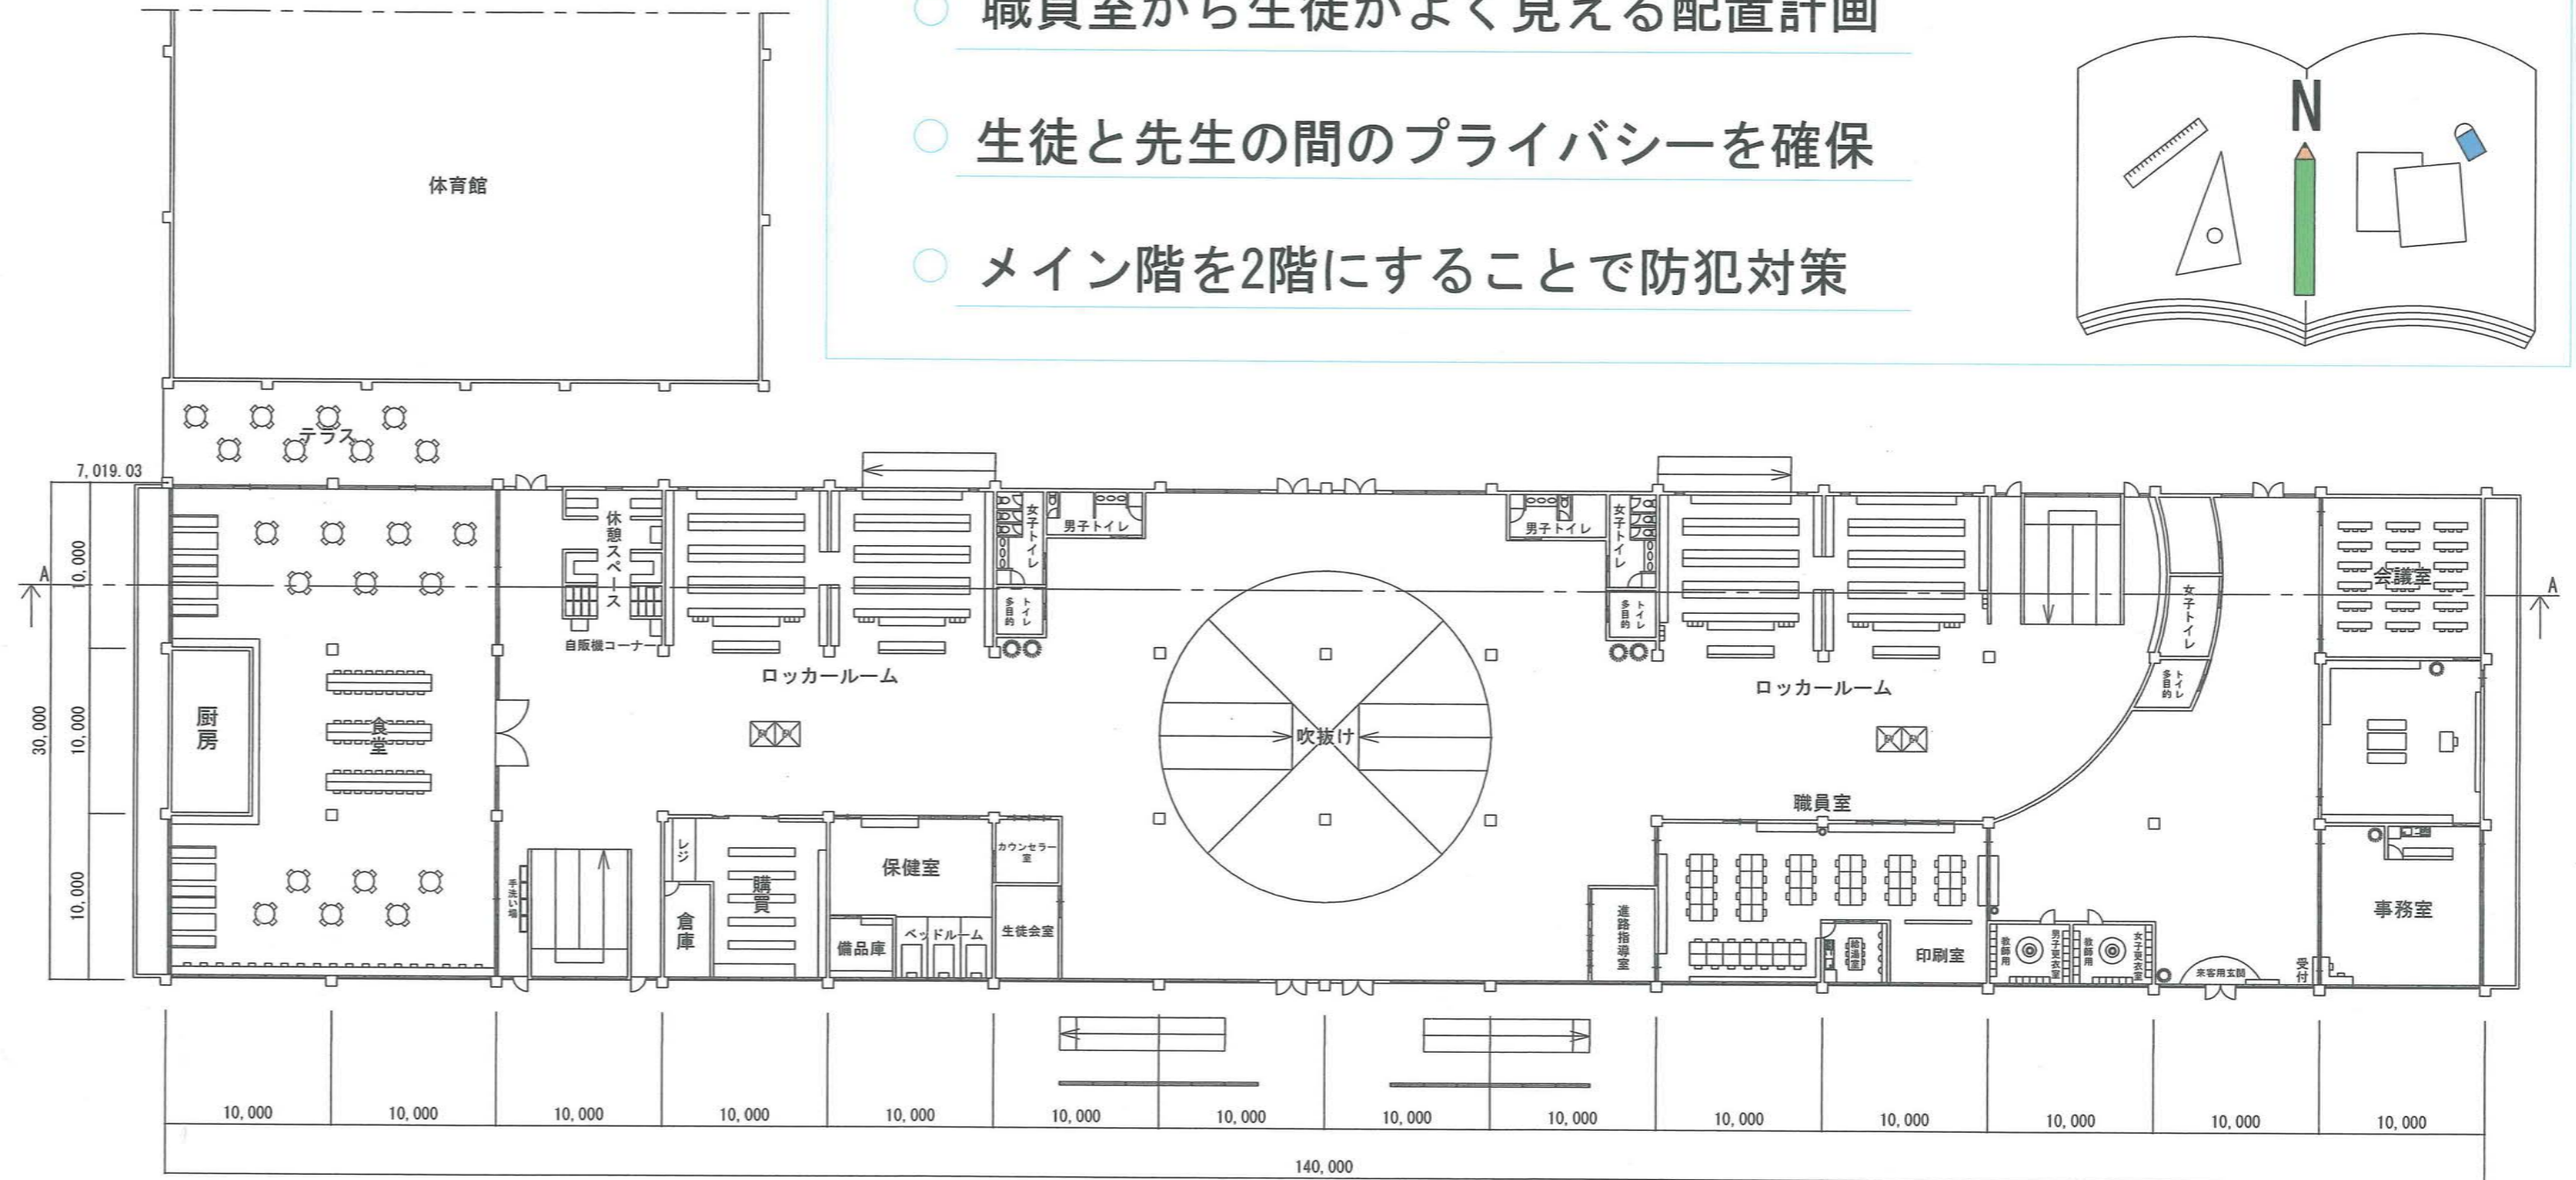 職員室から生徒がよく見える配置計画
生徒と先生の間のプライバシーを確保
メイン階を2階にすることで防犯対策
N
体育館
テラス
7,019.03
A
10,000
10,000
10,000
30,000
厨房
食堂
休憩スペース
自販機コーナー
手洗い場
ロッカールーム
女子トイレ
男子トイレ
多目的
トイレ
レジ
倉庫
購買
保健室
備品庫
ベッドルーム
カウンセラー
室
生徒会室
吹抜け
男子トイレ
女子トイレ
多目的
トイレ
ロッカールーム
職員室
進路指導室
給湯室
印刷室
教師用
男子更衣室
教師用
女子更衣室
女子トイレ
多目的
トイレ
来客用玄関
受付
会議室
事務室
A
10,000
10,000
10,000
10,000
10,000
10,000
10,000
10,000
10,000
10,000
10,000
10,000
10,000
10,000
140,000